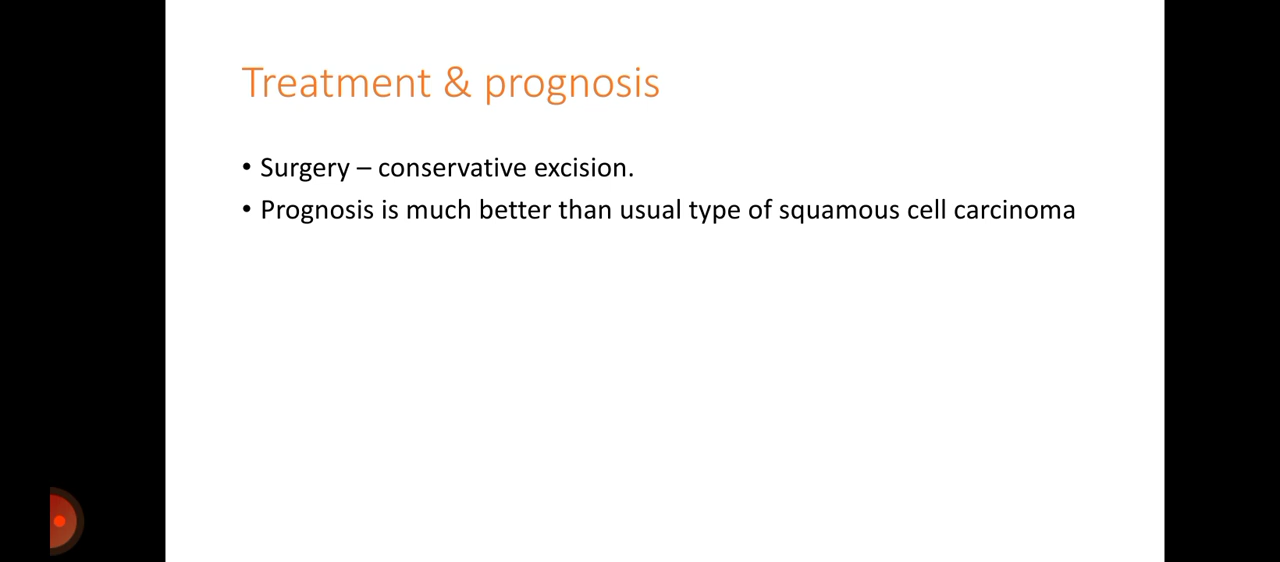 Treatment & prognosis
• Surgery – conservative excision.
• Prognosis is much better than usual type of squamous cell carcinoma